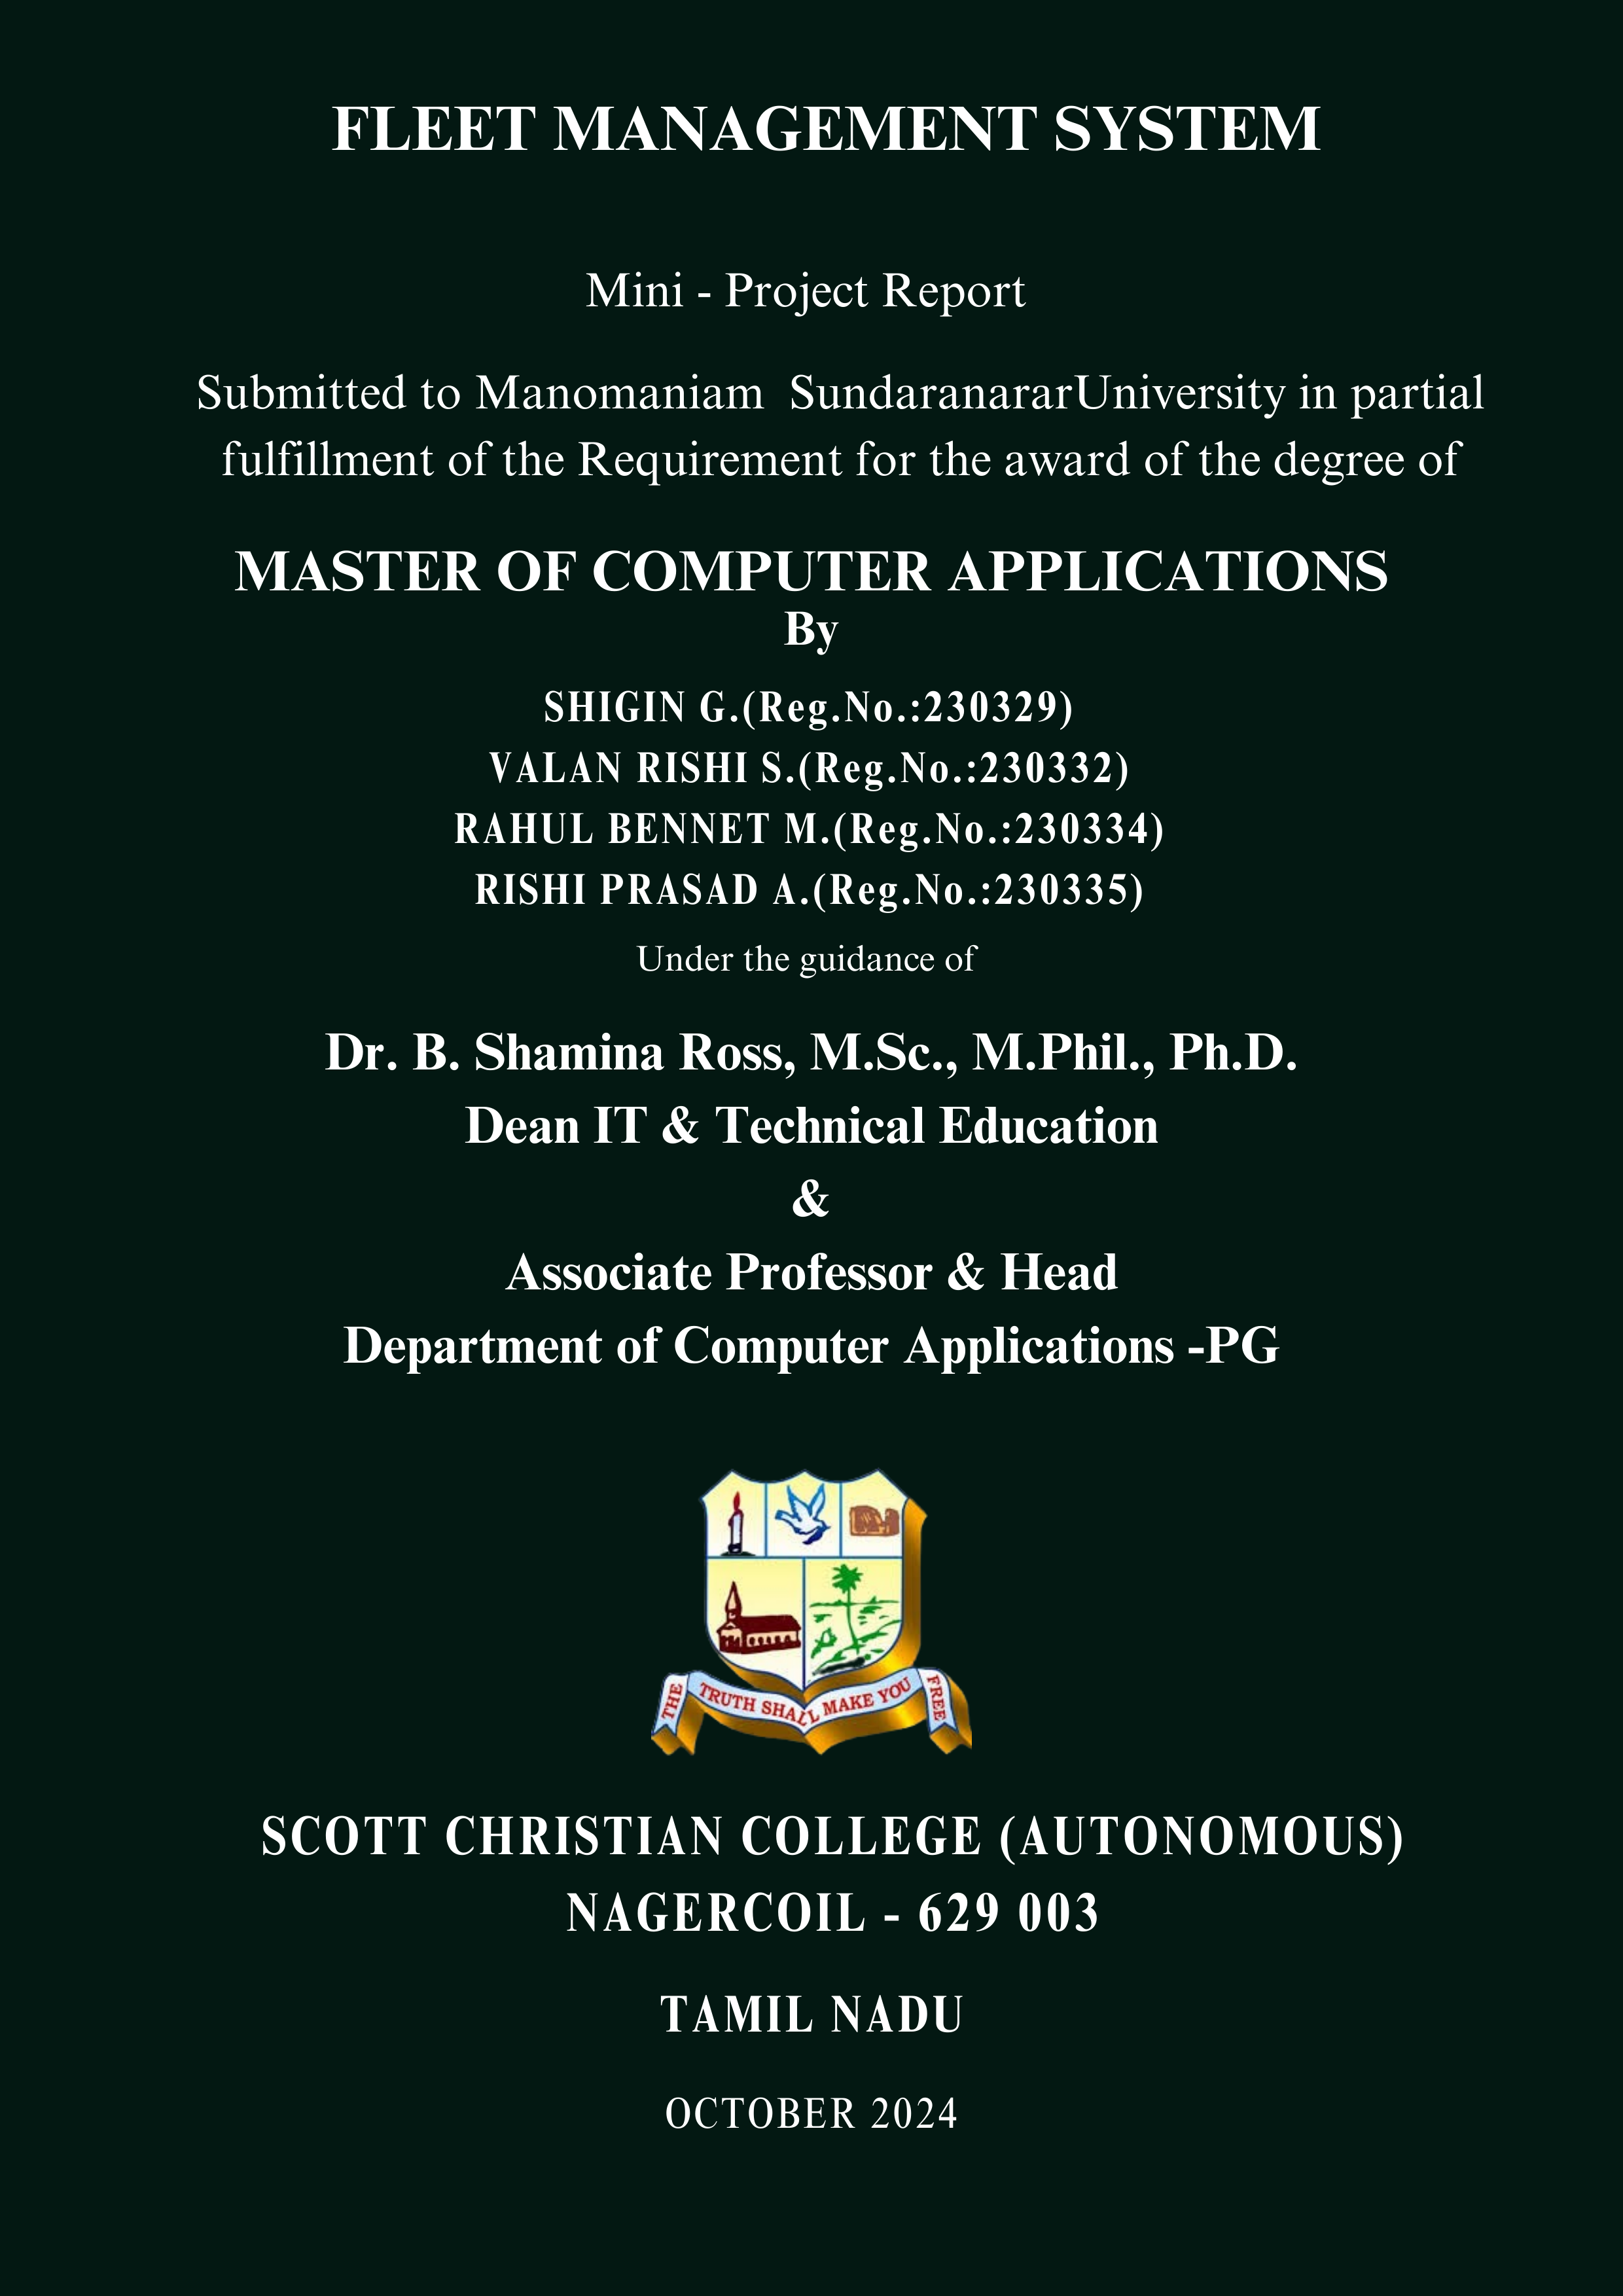 FLEET MANAGEMENT SYSTEM
Mini - Project Report
Submitted to Manomaniam  SundaranararUniversity in partial
fulfillment of the Requirement for the award of the degree of
MASTER OF COMPUTER APPLICATIONS
By
SHIGIN G.(Reg.No.:230329)
VALAN RISHI S.(Reg.No.:230332)
RAHUL BENNET M.(Reg.No.:230334)
RISHI PRASAD A.(Reg.No.:230335)
Under the guidance of
Dr. B. Shamina Ross, M.Sc., M.Phil., Ph.D.
Dean IT & Technical Education
&
Associate Professor & Head
Department of Computer Applications -PG
THE TRUTH SHALL MAKE YOU FREE
SCOTT CHRISTIAN COLLEGE (AUTONOMOUS)
NAGERCOIL - 629 003
TAMIL NADU
OCTOBER 2024